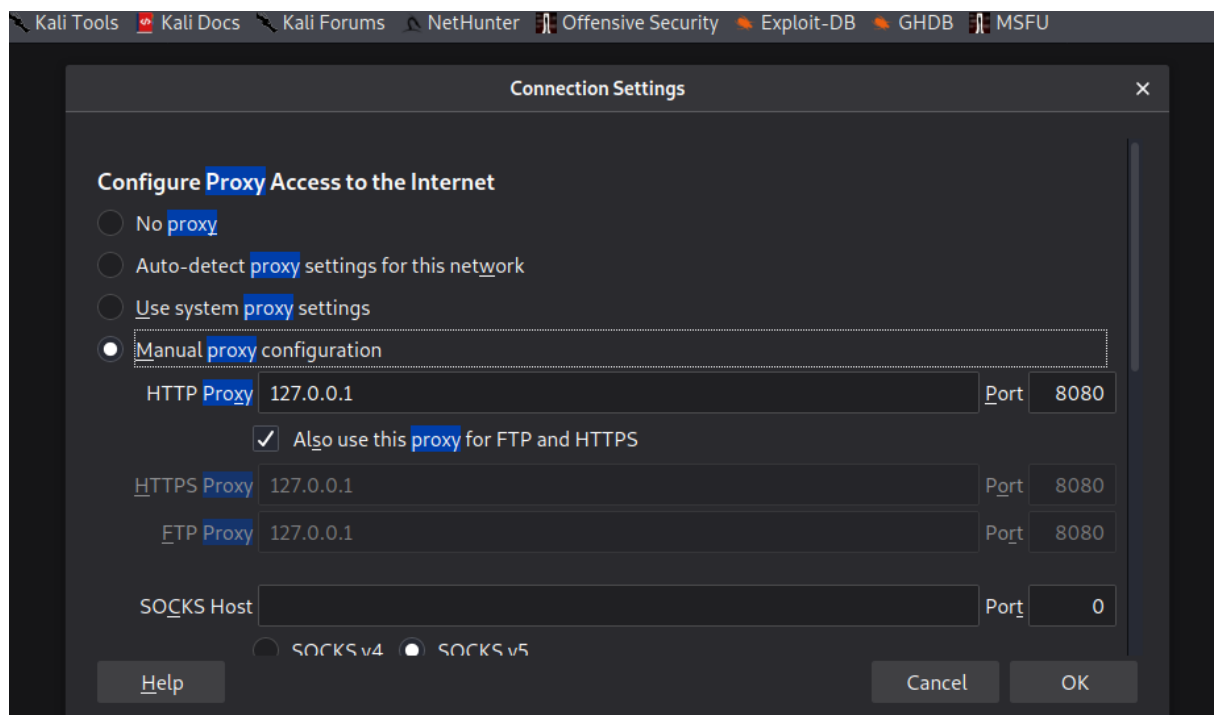 Kali Tools Kali Docs Kali Forums NetHunter Offensive Security Exploit-DB GHDB MSFU
Connection Settings
Configure Proxy Access to the Internet
No proxy
Auto-detect proxy settings for this network
Use system proxy settings
Manual proxy configuration
HTTP Proxy 127.0.0.1 Port 8080
Also use this proxy for FTP and HTTPS
HTTPS Proxy 127.0.0.1 Port 8080
FTP Proxy 127.0.0.1 Port 8080
SOCKS Host Port 0
SOCKS v4 SOCKS v5
Help Cancel OK